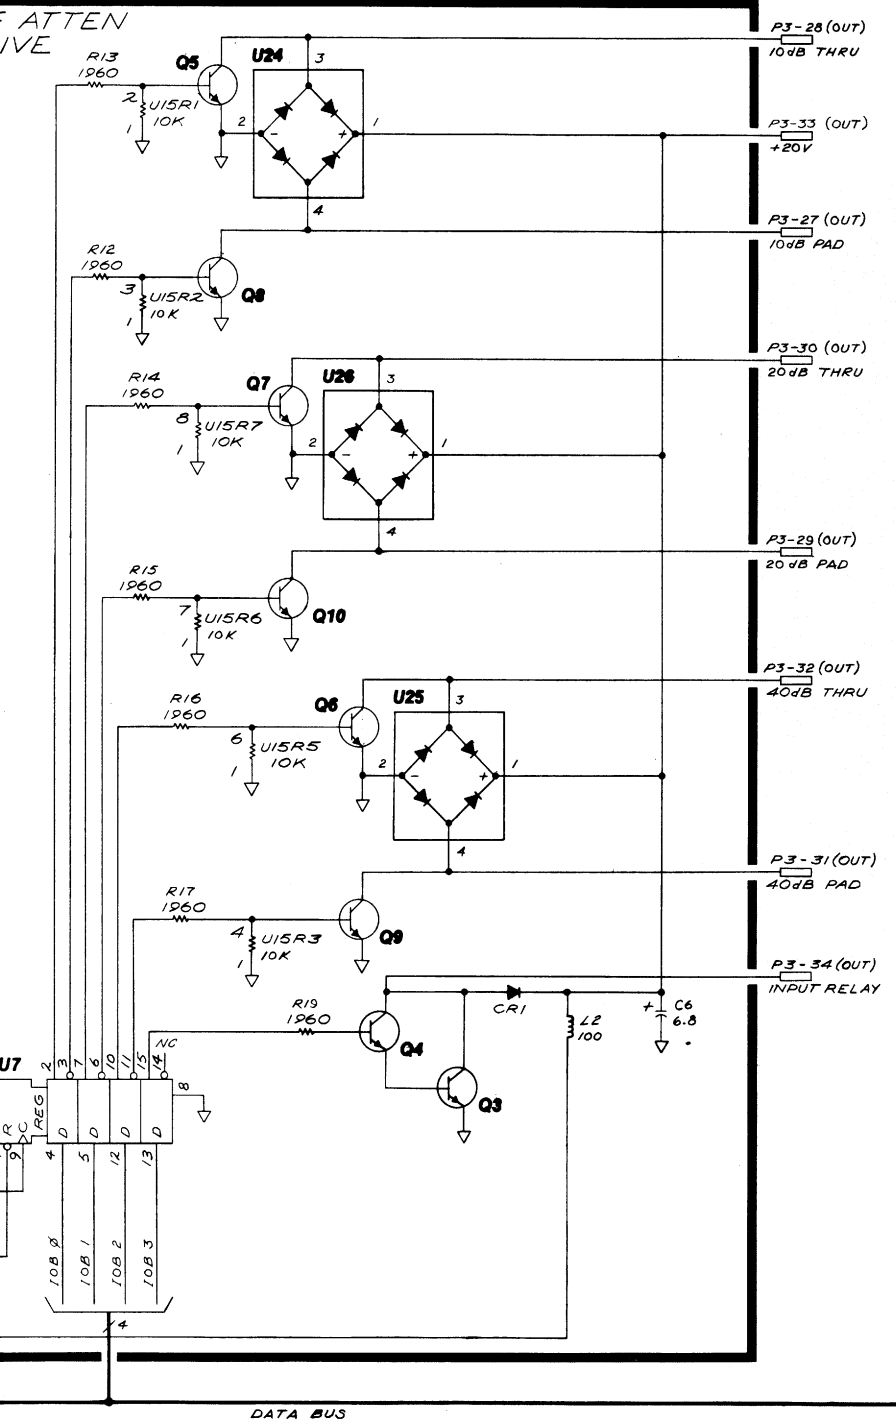 E ATTEN
IVE
R13
1960
Q5
U24
3
2
U15R1
1
10K
2
1
4
P3-28 (OUT)
10dB THRU
P3-33 (OUT)
+20V
R12
1960
3
U15R2
1
10K
Q8
P3-27 (OUT)
10dB PAD
R14
1960
Q7
U26
3
8
U15R7
1
10K
2
1
4
P3-30 (OUT)
20dB THRU
P3-29 (OUT)
20dB PAD
R15
1960
7
U15R6
1
10K
Q10
R16
1960
Q6
U25
3
6
U15R5
1
10K
2
1
4
P3-32 (OUT)
40dB THRU
P3-31 (OUT)
40dB PAD
R17
1960
4
U15R3
1
10K
Q9
P3-34 (OUT)
INPUT RELAY
R19
1960
CR1
L2
100
+
C6
6.8
Q4
Q3
NC
U7
2
3
7
6
10
11
15
14
8
R
C
REG
D
D
D
D
9
4
5
12
13
IOB Ø
IOB 1
IOB 2
IOB 3
4
DATA BUS